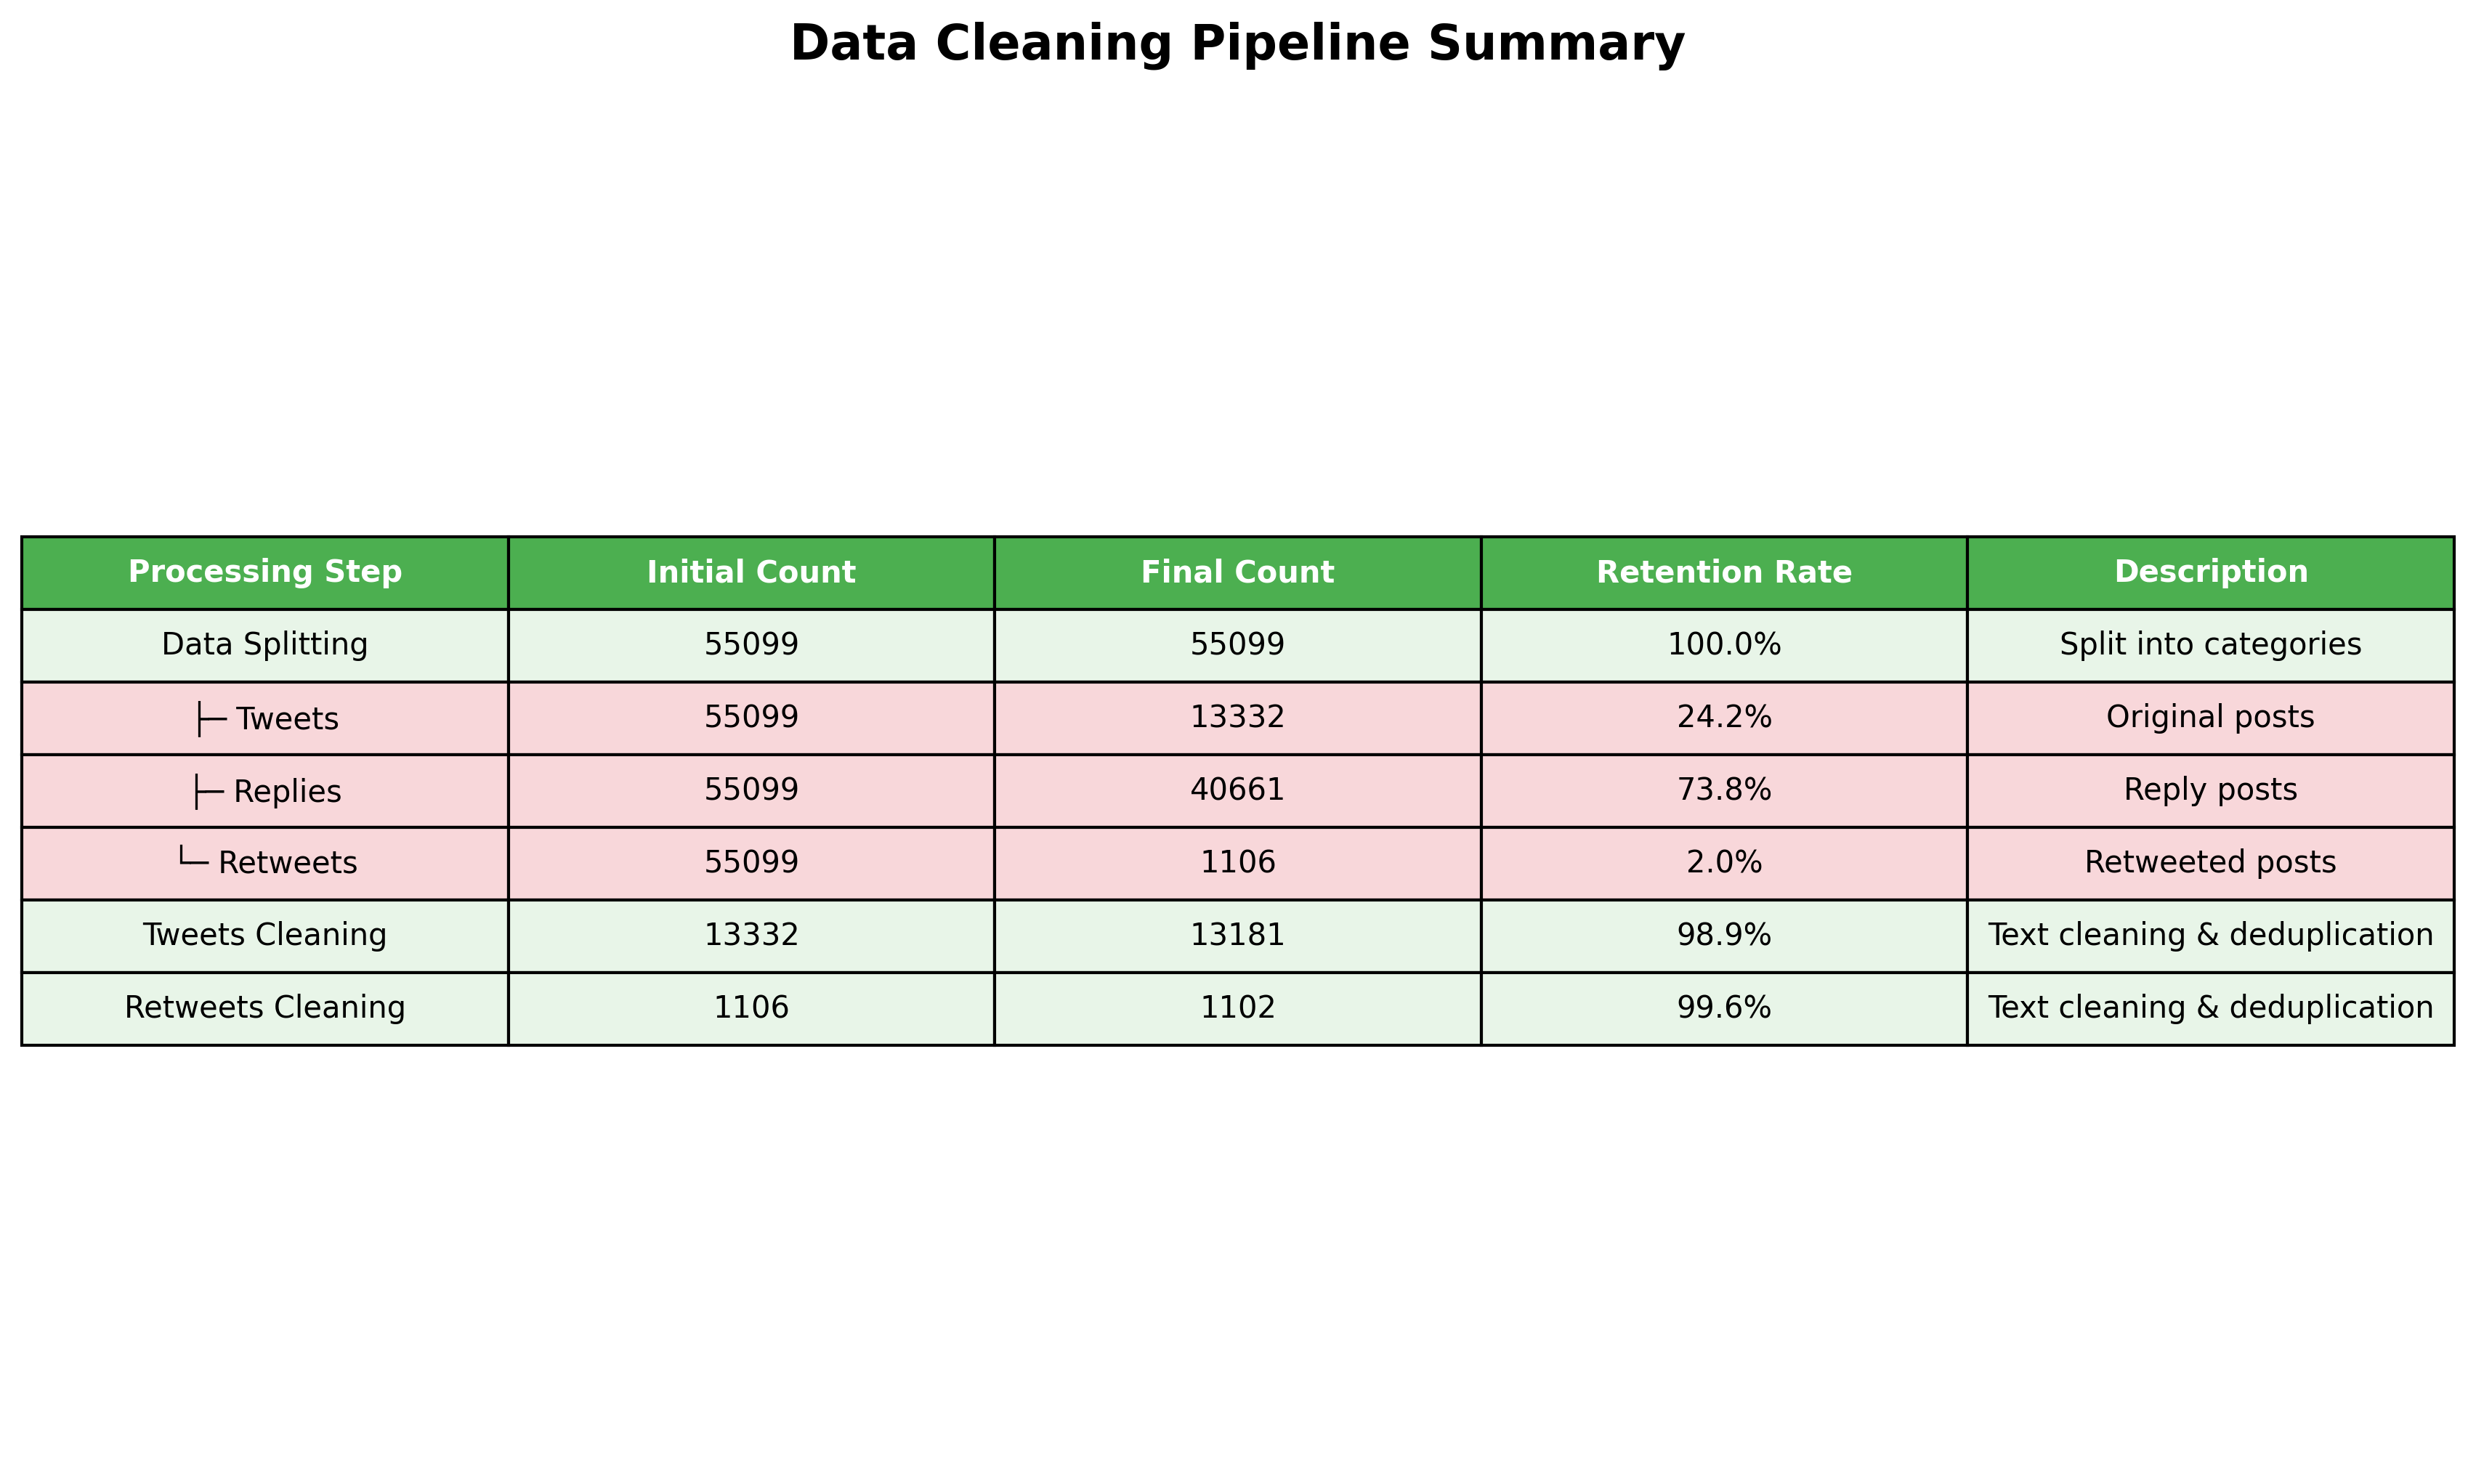 Data Cleaning Pipeline Summary
Processing Step Initial Count Final Count Retention Rate Description
Data Splitting 55099 55099 100.0% Split into categories
├─ Tweets 55099 13332 24.2% Original posts
├─ Replies 55099 40661 73.8% Reply posts
└─ Retweets 55099 1106 2.0% Retweeted posts
Tweets Cleaning 13332 13181 98.9% Text cleaning & deduplication
Retweets Cleaning 1106 1102 99.6% Text cleaning & deduplication